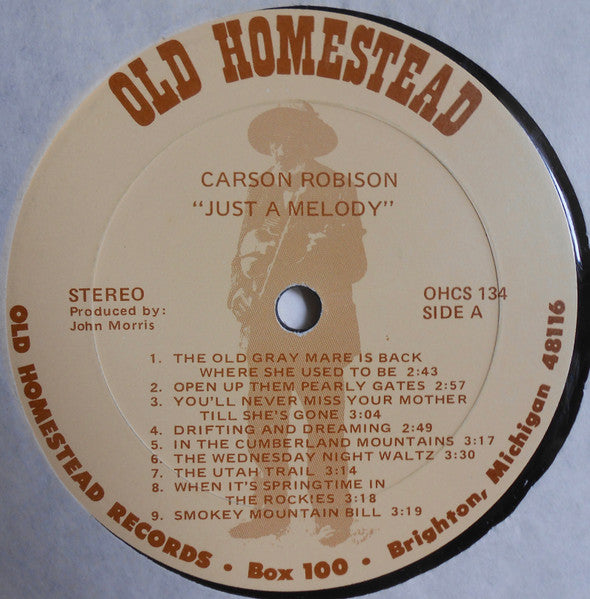 OLD HOMESTEAD
CARSON ROBISON
"JUST A MELODY"
STEREO
Produced by:
John Morris
OHCS 134
SIDE A
1. THE OLD GRAY MARE IS BACK
WHERE SHE USED TO BE 2:43
2. OPEN UP THEM PEARLY GATES 2:57
3. YOU'LL NEVER MISS YOUR MOTHER
TILL SHE'S GONE 3:04
4. DRIFTING AND DREAMING 2:49
5. IN THE CUMBERLAND MOUNTAINS 3:17
6. THE WEDNESDAY NIGHT WALTZ 3:30
7. THE UTAH TRAIL 3:14
8. WHEN IT'S SPRINGTIME IN
THE ROCKIES 3:18
9. SMOKEY MOUNTAIN BILL 3:19
OLD HOMESTEAD RECORDS • Box 100 • Brighton, Michigan 48116